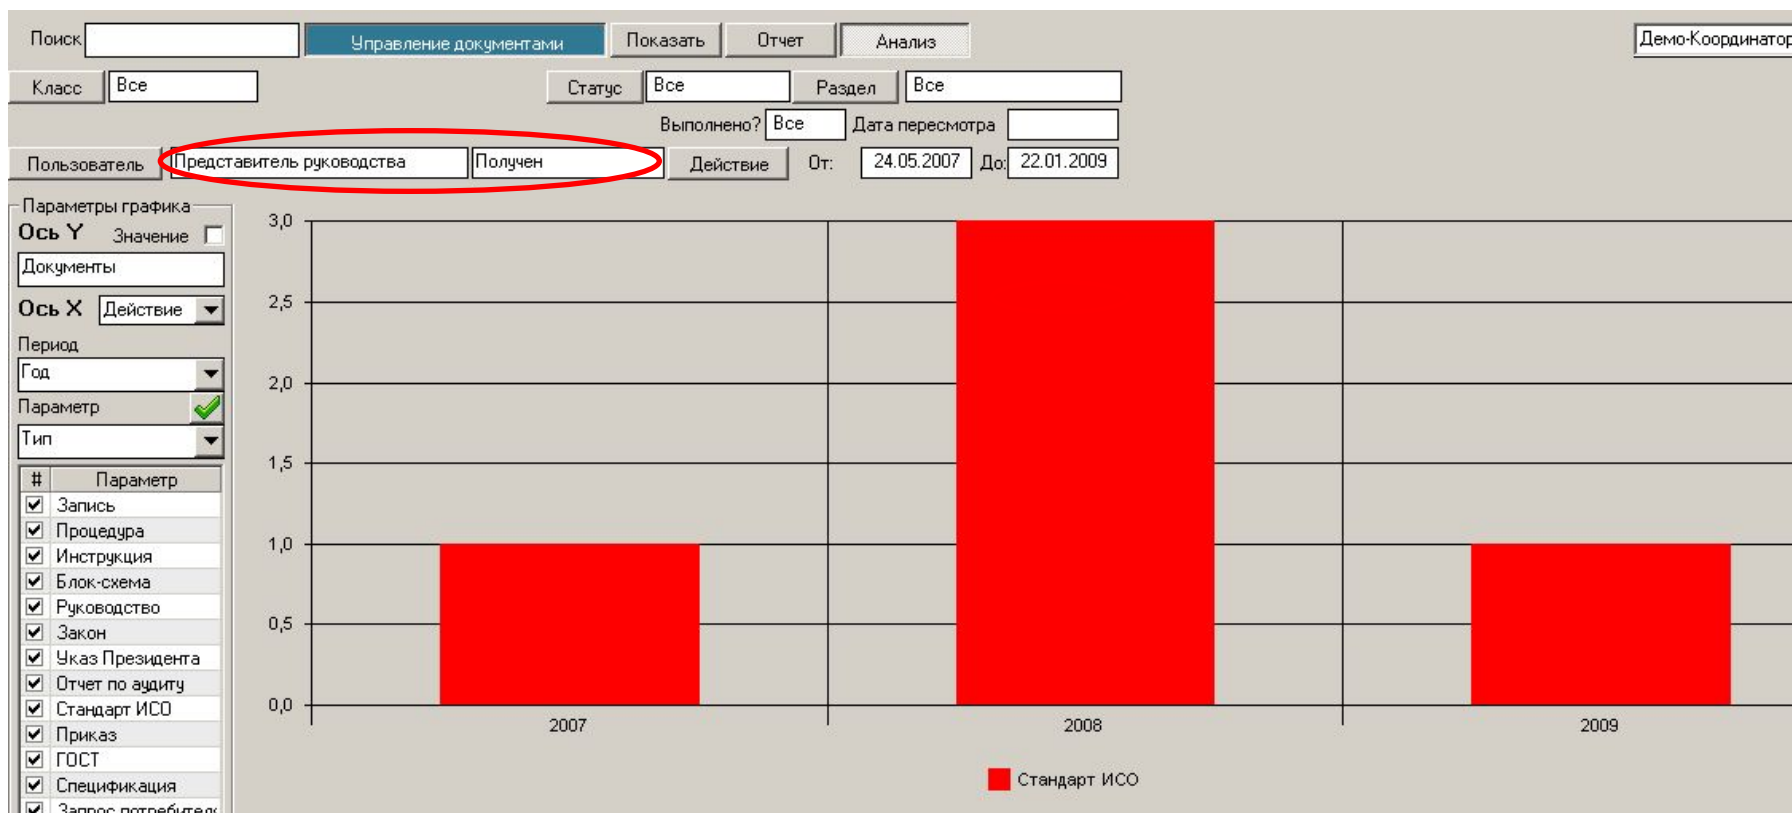 Поиск Управление документами Показать Отчет Анализ Демо-Координатор
Класс Все Статус Все Раздел Все
Выполнено? Все Дата пересмотра
Пользователь Представитель руководства Получен Действие От: 24.05.2007 До: 22.01.2009
Параметры графика
Ось Y Значение
Документы
Ось X Действие
Период
Год
Параметр
Тип
# Параметр
Запись
Процедура
Инструкция
Блок-схема
Руководство
Закон
Указ Президента
Отчет по аудиту
Стандарт ИСО
Приказ
ГОСТ
Спецификация
Запрос
3,0
2,5
2,0
1,5
1,0
0,5
0,0
2007 2008 2009
Стандарт ИСО